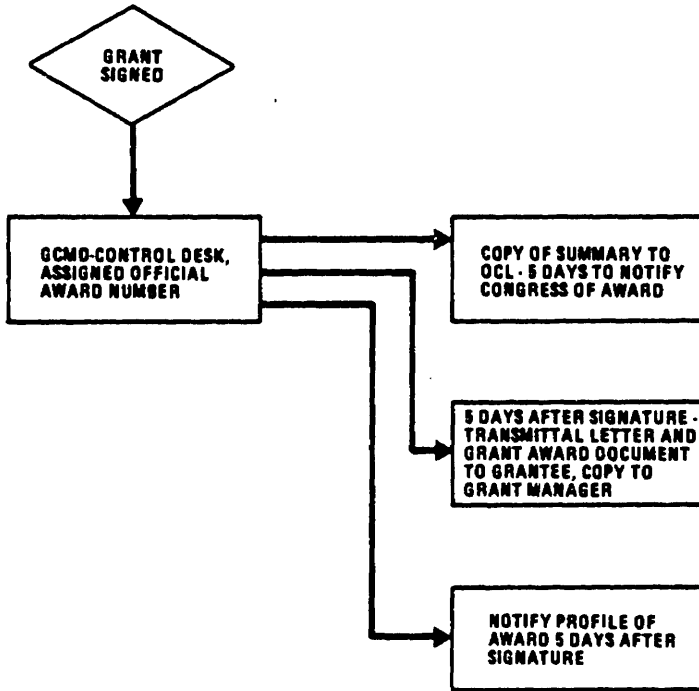 GRANT
SIGNED
GCMD-CONTROL DESK,
ASSIGNED OFFICIAL
AWARD NUMBER
COPY OF SUMMARY TO
OCL - 5 DAYS TO NOTIFY
CONGRESS OF AWARD
5 DAYS AFTER SIGNATURE -
TRANSMITTAL LETTER AND
GRANT AWARD DOCUMENT
TO GRANTEE, COPY TO
GRANT MANAGER
NOTIFY PROFILE OF
AWARD 5 DAYS AFTER
SIGNATURE